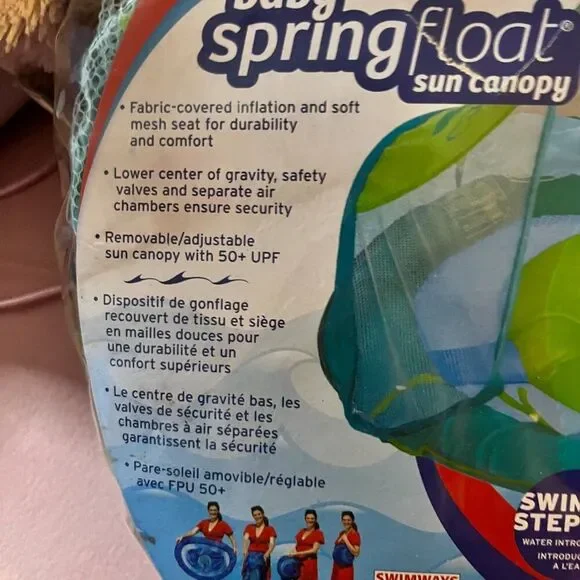 baby
springfloat®
sun canopy
• Fabric-covered inflation and soft
mesh seat for durability
and comfort
• Lower center of gravity, safety
valves and separate air
chambers ensure security
• Removable/adjustable
sun canopy with 50+ UPF
• Dispositif de gonflage
recouvert de tissu et siège
en mailles douces pour
une durabilité et un
confort supérieurs
• Le centre de gravité bas, les
valves de sécurité et les
chambres à air séparées
garantissent la sécurité
• Pare-soleil amovible/réglable
avec FPU 50+
SWIM
STEP
WATER INTRO
INTRODUC
A L'EA
SWIMWAYS